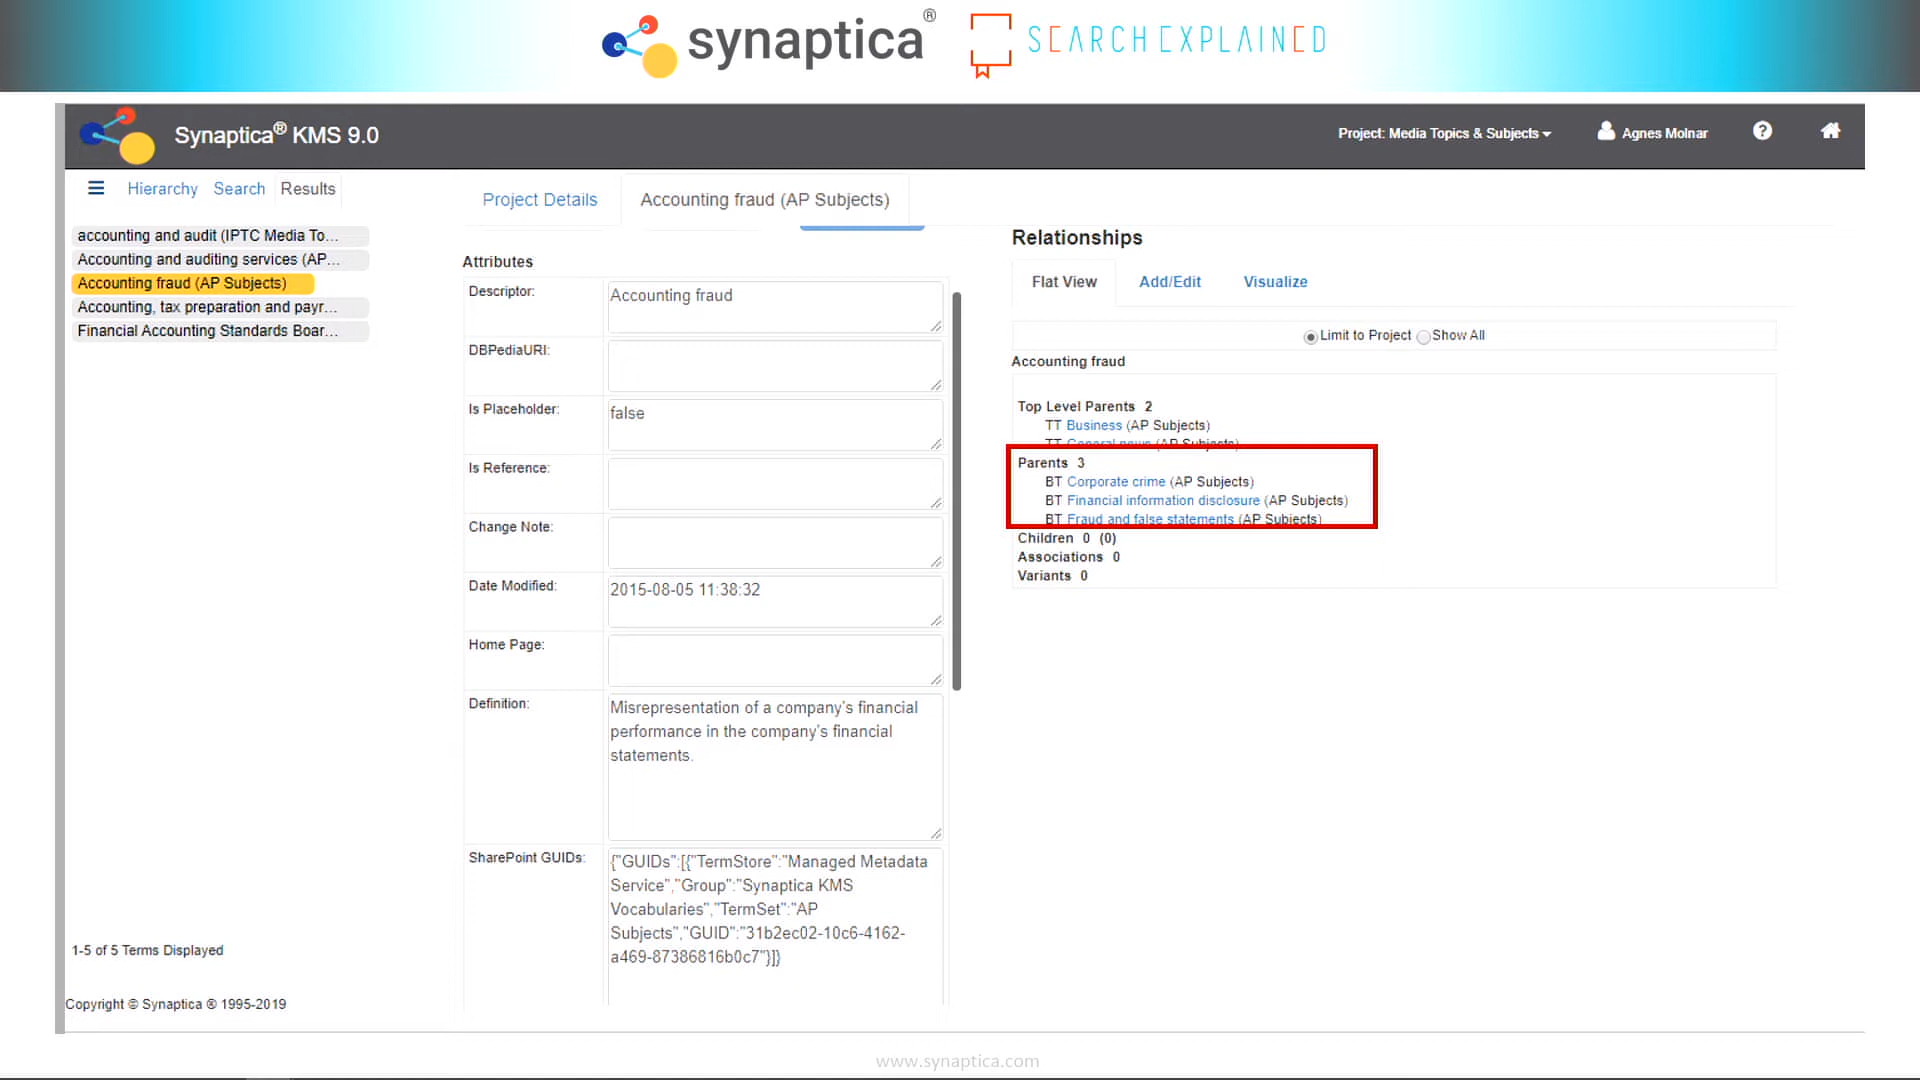 synaptica®
SEARCH EXPLAINED
Synaptica® KMS 9.0
Project: Media Topics & Subjects
Agnes Molnar
Hierarchy
Search
Results
accounting and audit (IPTC Media To...
Accounting and auditing services (AP...
Accounting fraud (AP Subjects)
Accounting, tax preparation and payr...
Financial Accounting Standards Boar...
1-5 of 5 Terms Displayed
Copyright © Synaptica ® 1995-2019
Project Details
Accounting fraud (AP Subjects)
Attributes
Descriptor:
Accounting fraud
DBPediaURI:
Is Placeholder:
false
Is Reference:
Change Note:
Date Modified:
2015-08-05 11:38:32
Home Page:
Definition:
Misrepresentation of a company's financial
performance in the company's financial
statements.
SharePoint GUIDs:
{"GUIDs":[{"TermStore":"Managed Metadata
Service","Group":"Synaptica KMS
Vocabularies","TermSet":"AP
Subjects","GUID":"31b2ec02-10c6-4162-
a469-87386816b0c7"}]}
Relationships
Flat View
Add/Edit
Visualize
Limit to Project
Show All
Accounting fraud
Top Level Parents 2
TT Business (AP Subjects)
TT General news (AP Subjects)
Parents 3
BT Corporate crime (AP Subjects)
BT Financial information disclosure (AP Subjects)
BT Fraud and false statements (AP Subjects)
Children 0 (0)
Associations 0
Variants 0
www.synaptica.com